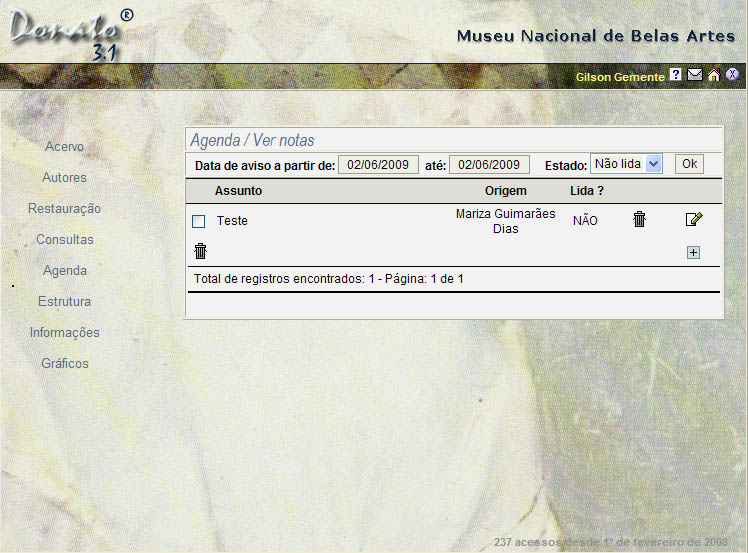 Donato ®
3.1
Museu Nacional de Belas Artes
Gilson Gemente ? X
Acervo
Autores
Restauração
Consultas
Agenda
Estrutura
Informações
Gráficos
Agenda / Ver notas
Data de aviso a partir de: 02/06/2009 até: 02/06/2009 Estado: Não lida Ok
Assunto Origem Lida ?
Teste Mariza Guimarães Dias NÃO
+
Total de registros encontrados: 1 - Página: 1 de 1
237 acessos desde 1º de fevereiro de 2008